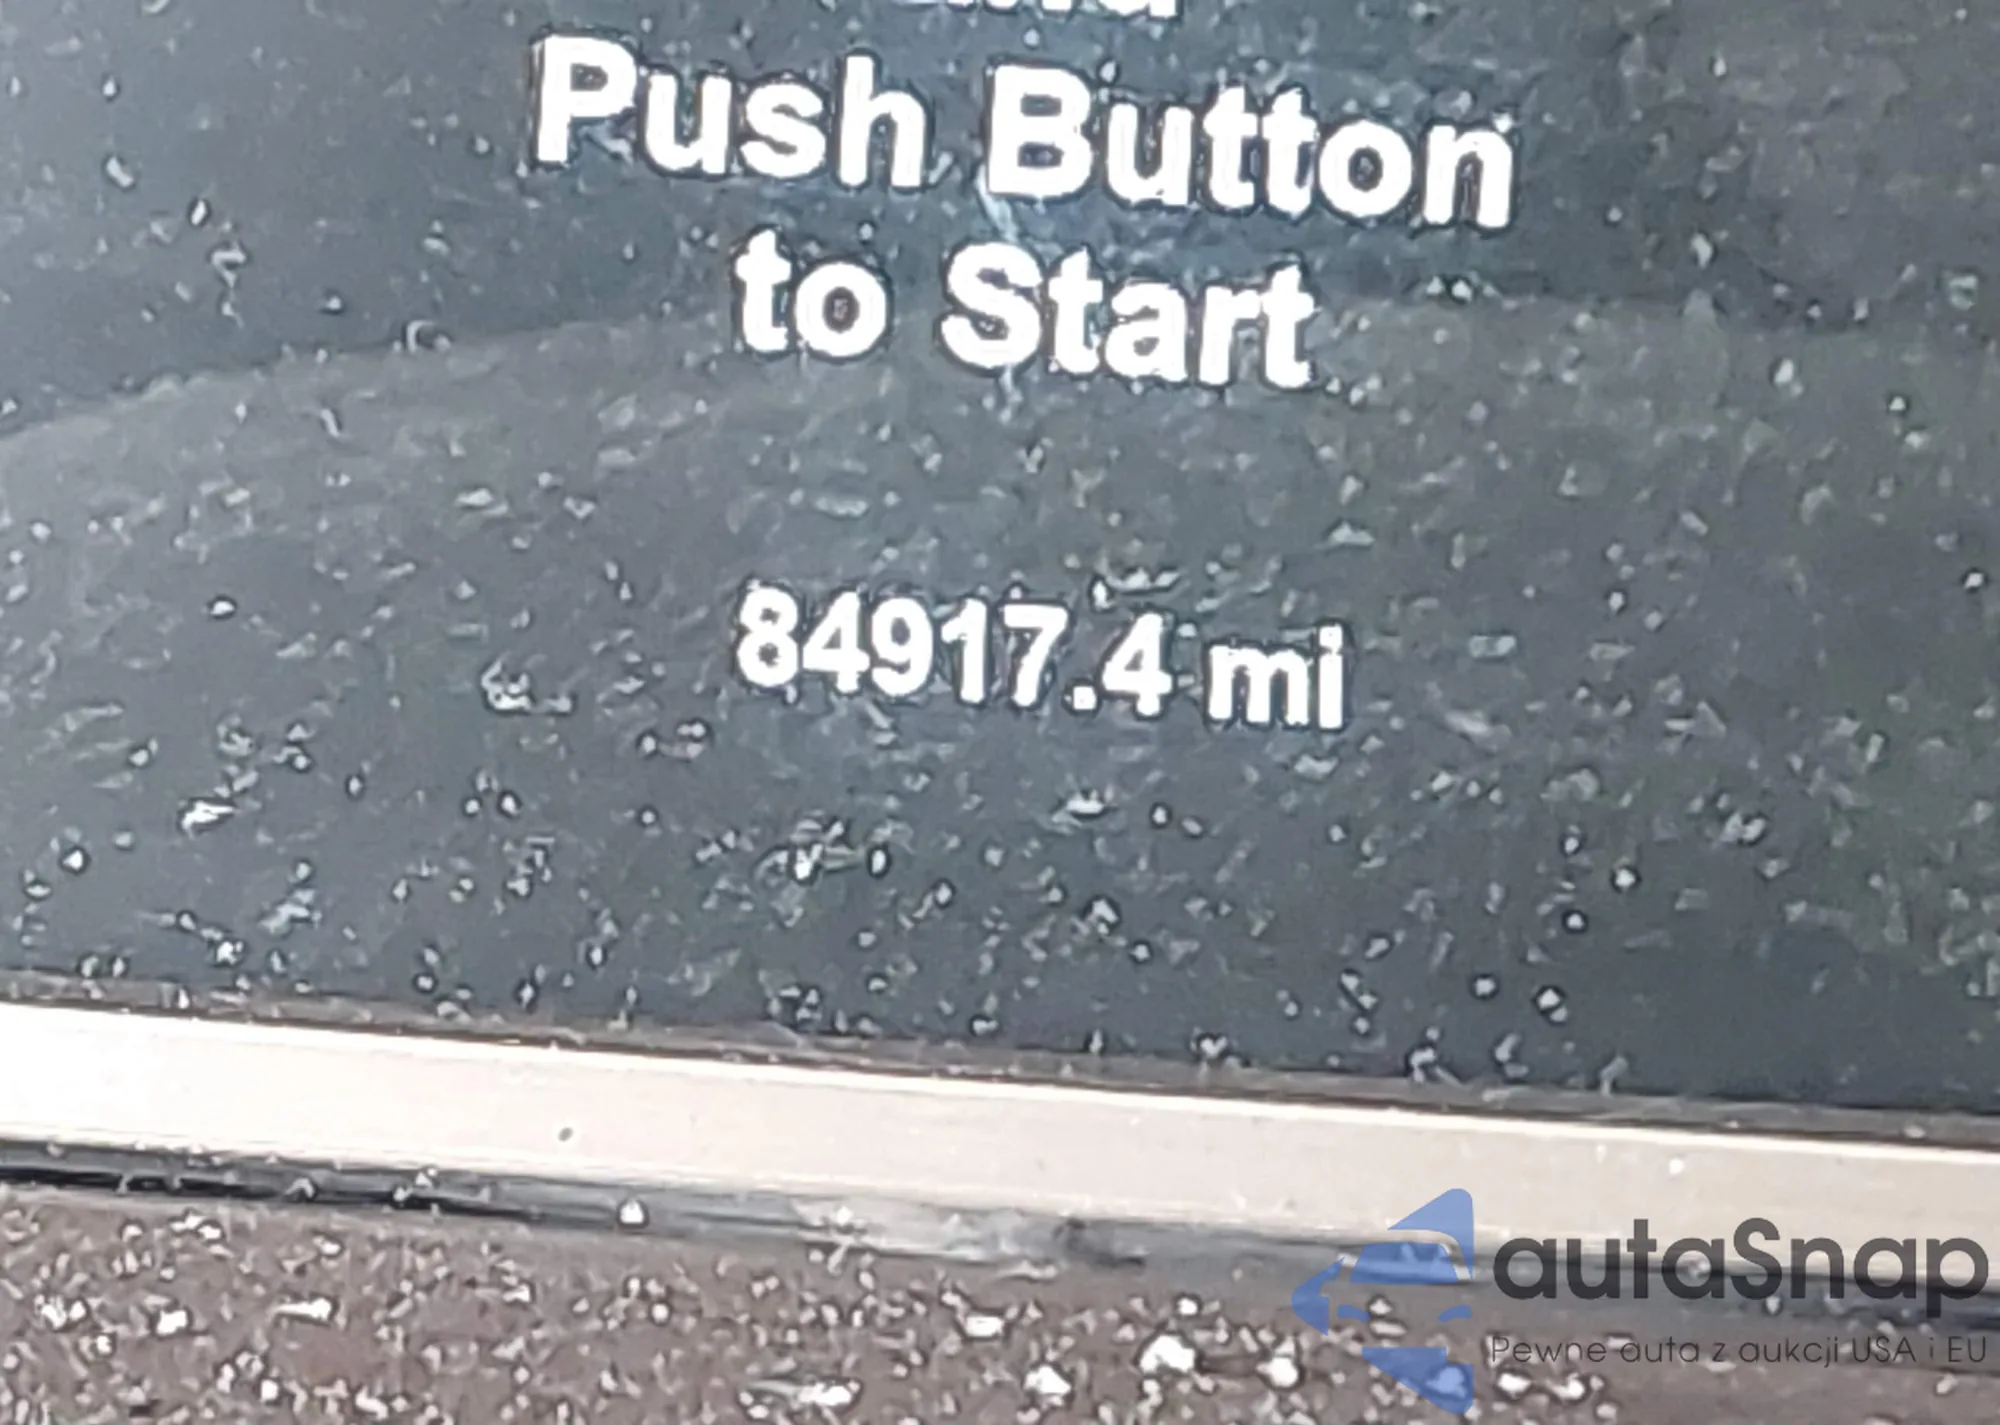 Push Button
to Start
84917.4 mi
autaSnap
Pewne auta z aukcji USA i EU